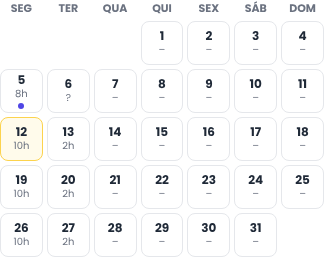 SEG TER QUA QUI SEX SÁB DOM
1 2 3 4
– – – –
5 6 7 8 9 10 11
8h ? – – – – –
12 13 14 15 16 17 18
10h 2h – – – – –
19 20 21 22 23 24 25
10h 2h – – – – –
26 27 28 29 30 31
10h 2h – – – –